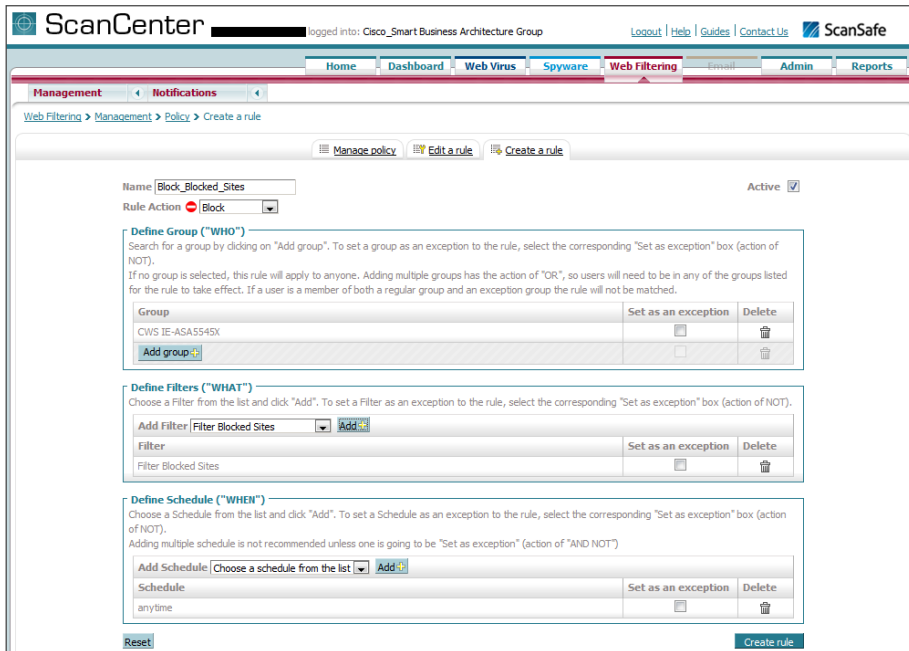 ScanCenter logged into: Cisco_Smart Business Architecture Group Logout | Help | Guides | Contact Us ScanSafe
Home Dashboard Web Virus Spyware Web Filtering Email Admin Reports
Management Notifications
Web Filtering > Management > Policy > Create a rule
Manage policy Edit a rule Create a rule
Name Block_Blocked_Sites Active
Rule Action Block
Define Group ("WHO")
Search for a group by clicking on "Add group". To set a group as an exception to the rule, select the corresponding "Set as exception" box (action of
NOT).
If no group is selected, this rule will apply to anyone. Adding multiple groups has the action of "OR", so users will need to be in any of the groups listed
for the rule to take effect. If a user is a member of both a regular group and an exception group the rule will not be matched.
Group Set as an exception Delete
CWS IE-ASA5545X
Add group
Define Filters ("WHAT")
Choose a Filter from the list and click "Add". To set a Filter as an exception to the rule, select the corresponding "Set as exception" box (action of NOT).
Add Filter Filter Blocked Sites Add
Filter Set as an exception Delete
Filter Blocked Sites
Define Schedule ("WHEN")
Choose a Schedule from the list and click "Add". To set a Schedule as an exception to the rule, select the corresponding "Set as exception" box (action
of NOT).
Adding multiple schedule is not recommended unless one is going to be "Set as exception" (action of "AND NOT")
Add Schedule Choose a schedule from the list Add
Schedule Set as an exception Delete
anytime
Reset Create rule